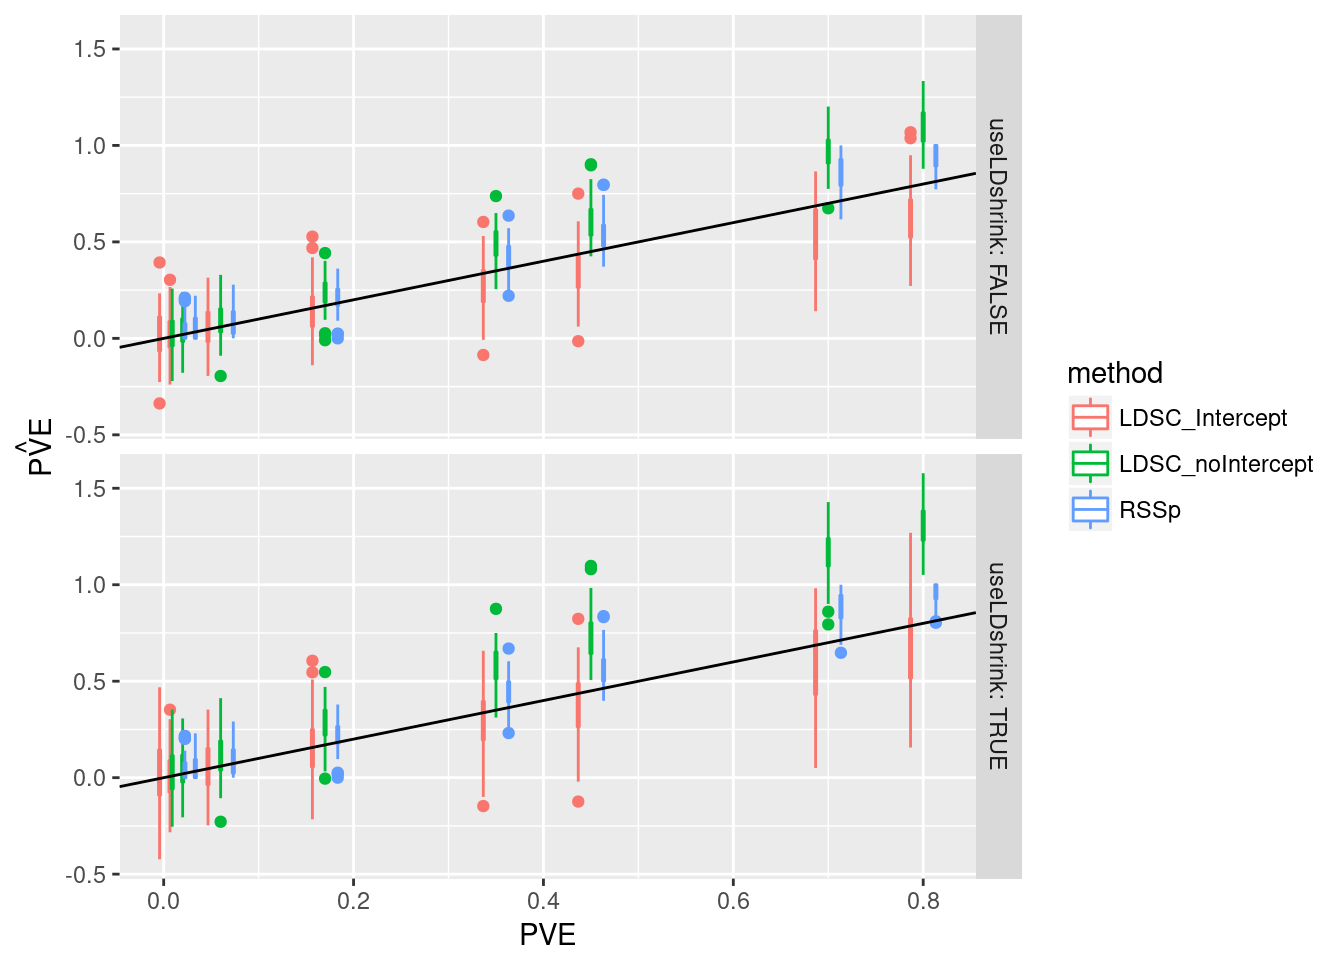 1.5
1.0
0.5
0.0
-0.5
useLDshrink: FALSE
1.5
1.0
0.5
0.0
-0.5
useLDshrink: TRUE
0.0 0.2 0.4 0.6 0.8
PVE
PV̂E
method
LDSC_Intercept
LDSC_noIntercept
RSSp